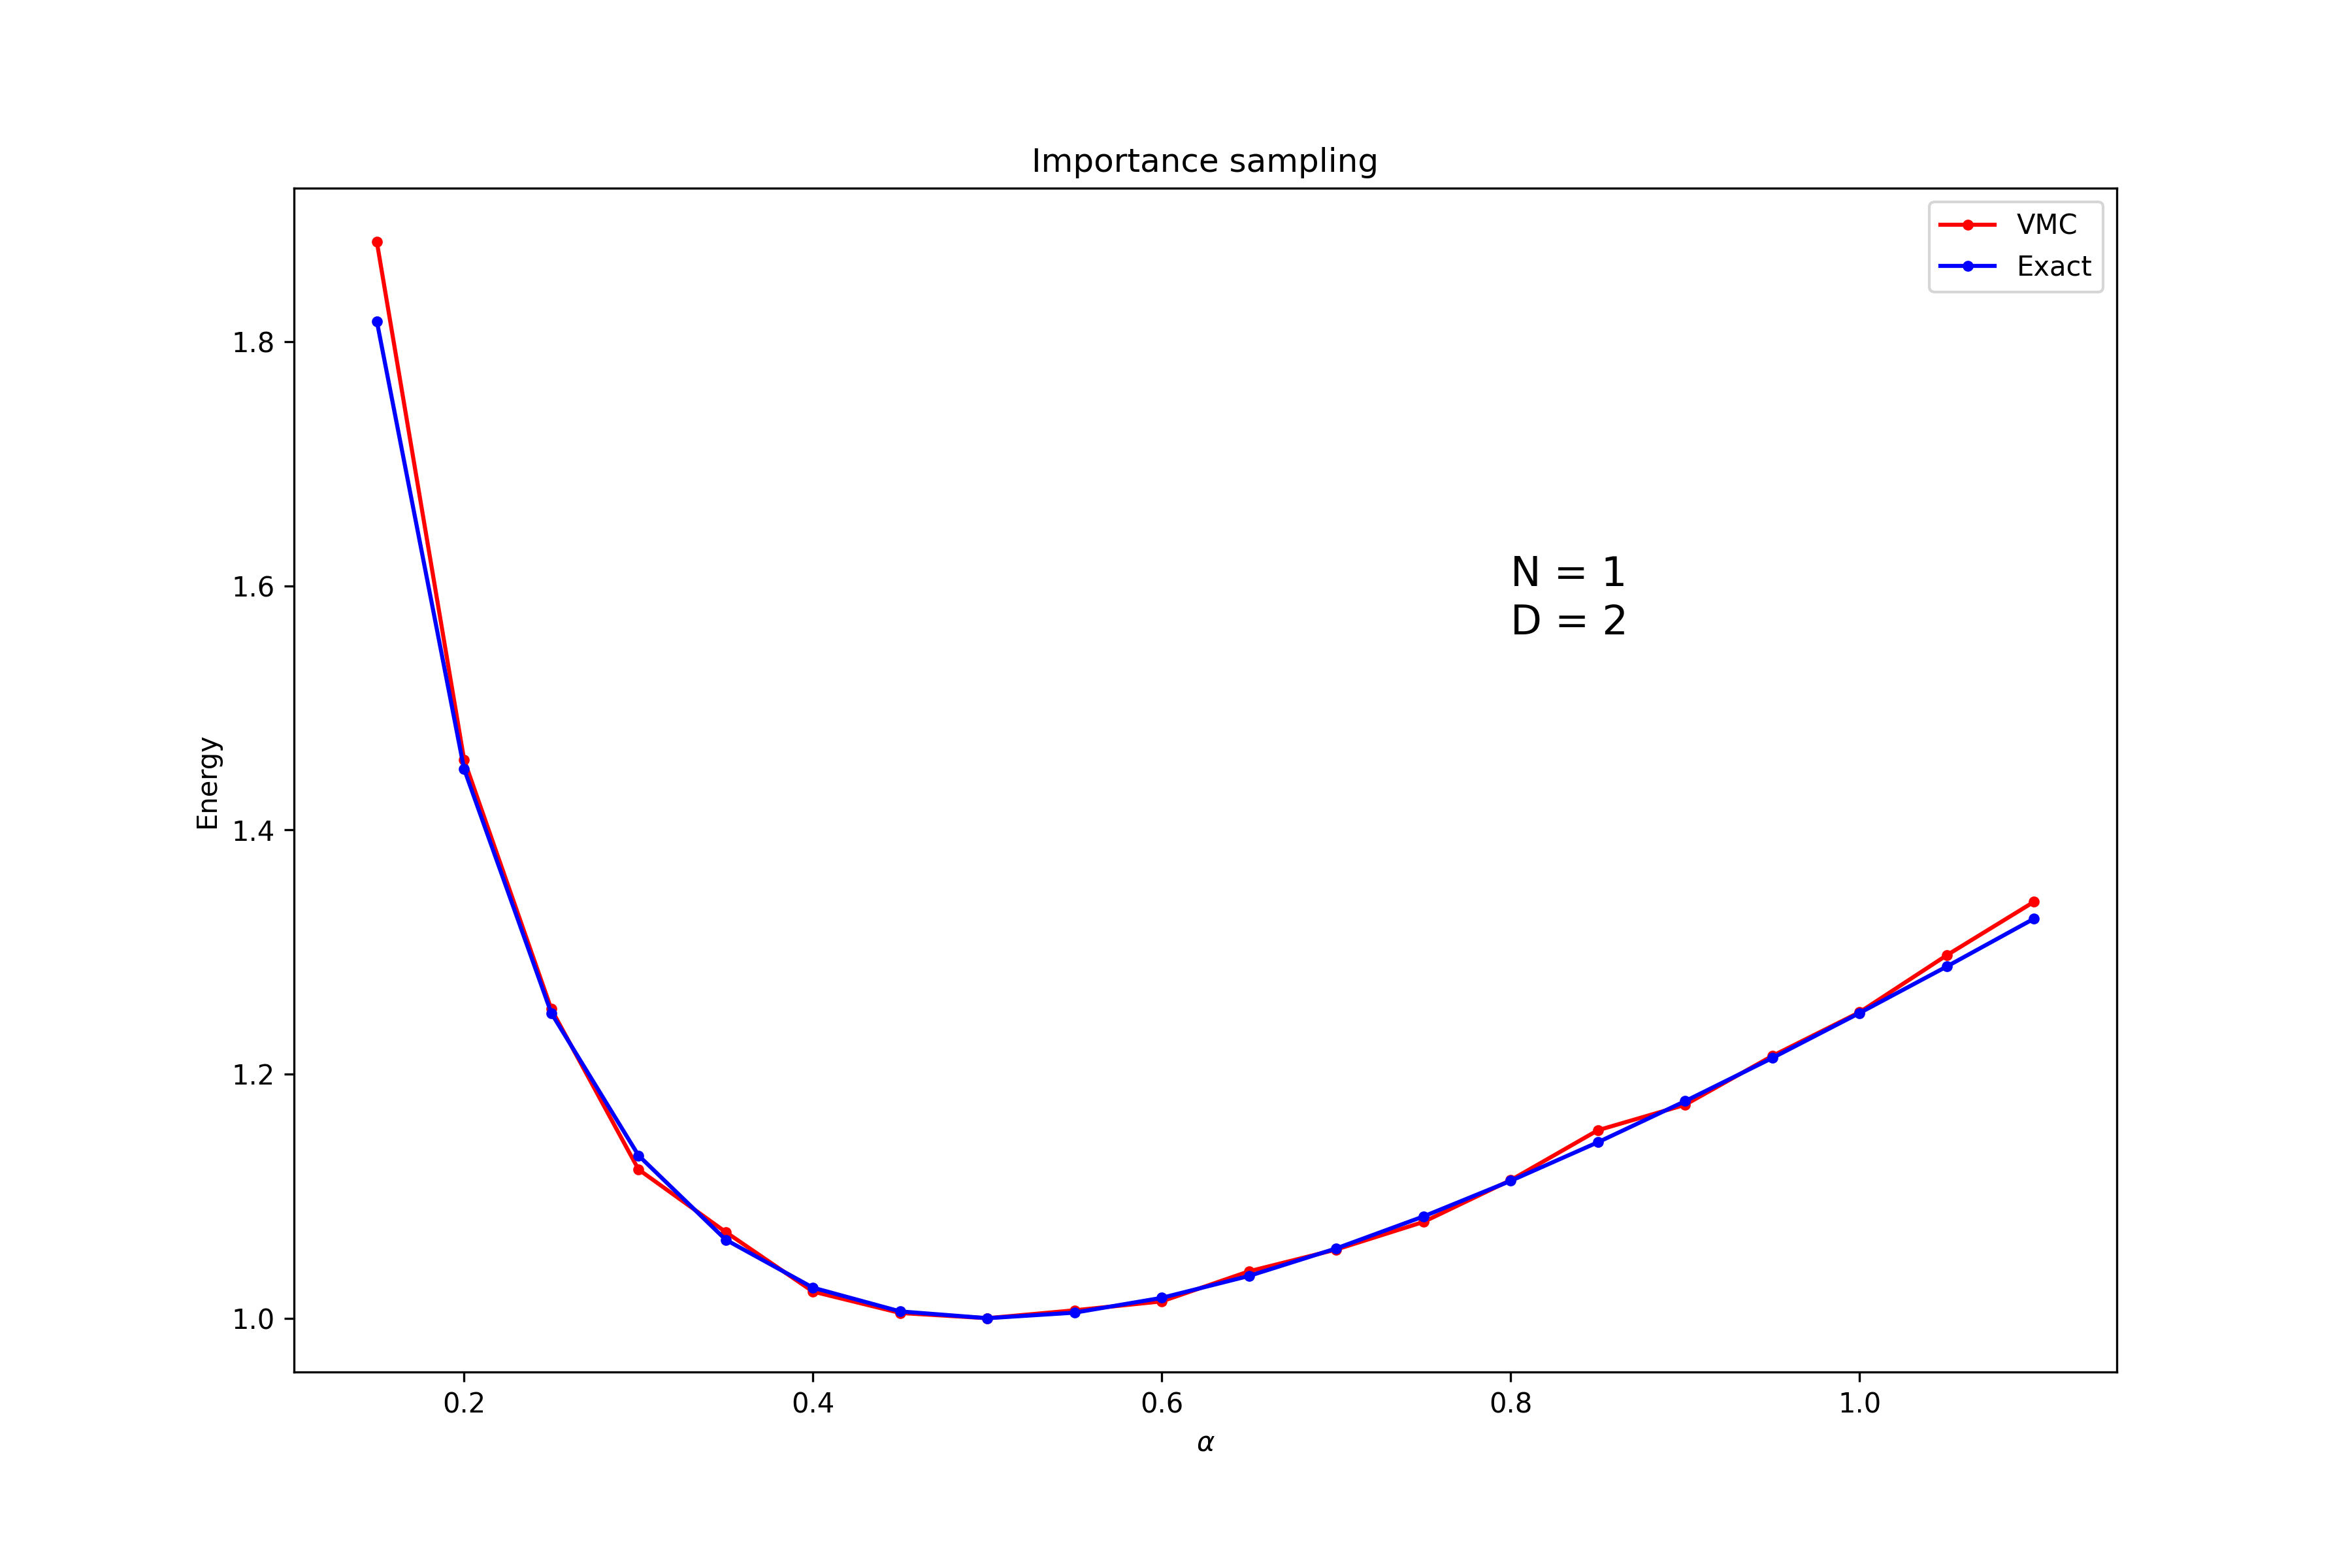 Importance sampling
VMC
Exact
1.8
1.6
1.4
1.2
1.0
Energy
N = 1
D = 2
0.2
0.4
0.6
0.8
1.0
α